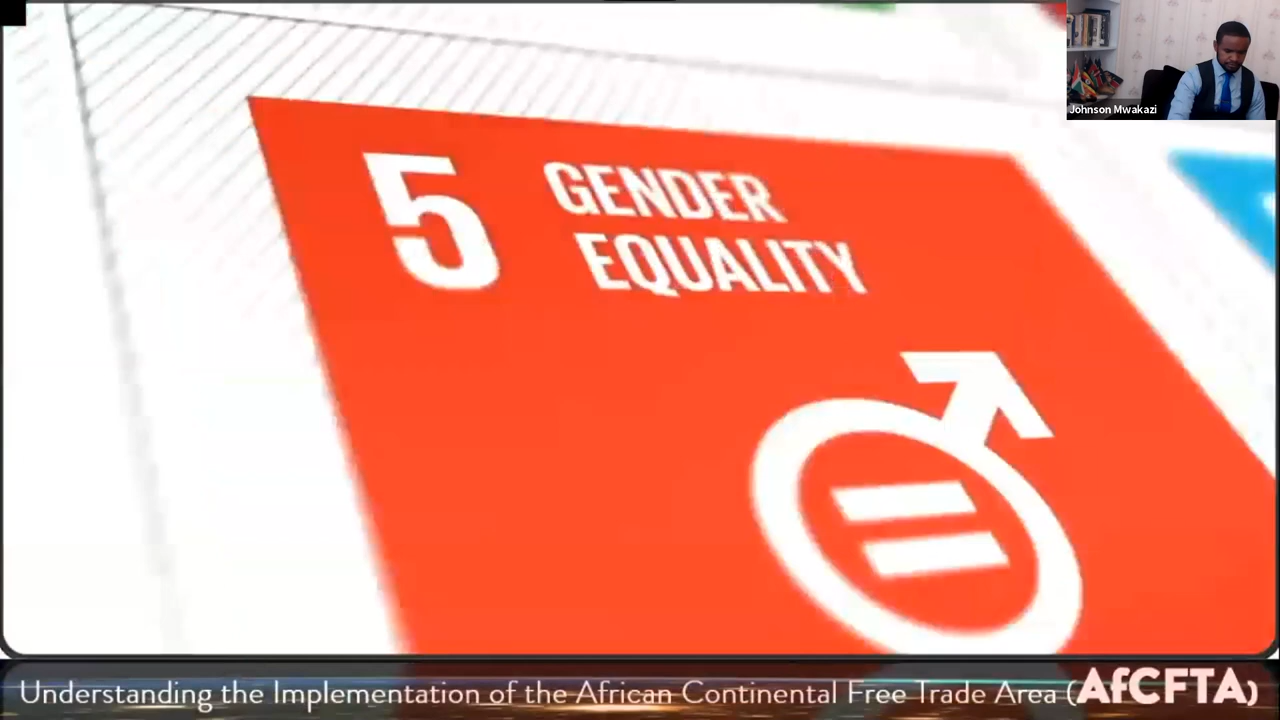 Johnson Mwakazi
5 GENDER
EQUALITY
Understanding the Implementation of the African Continental Free Trade Area (AfCFTA)